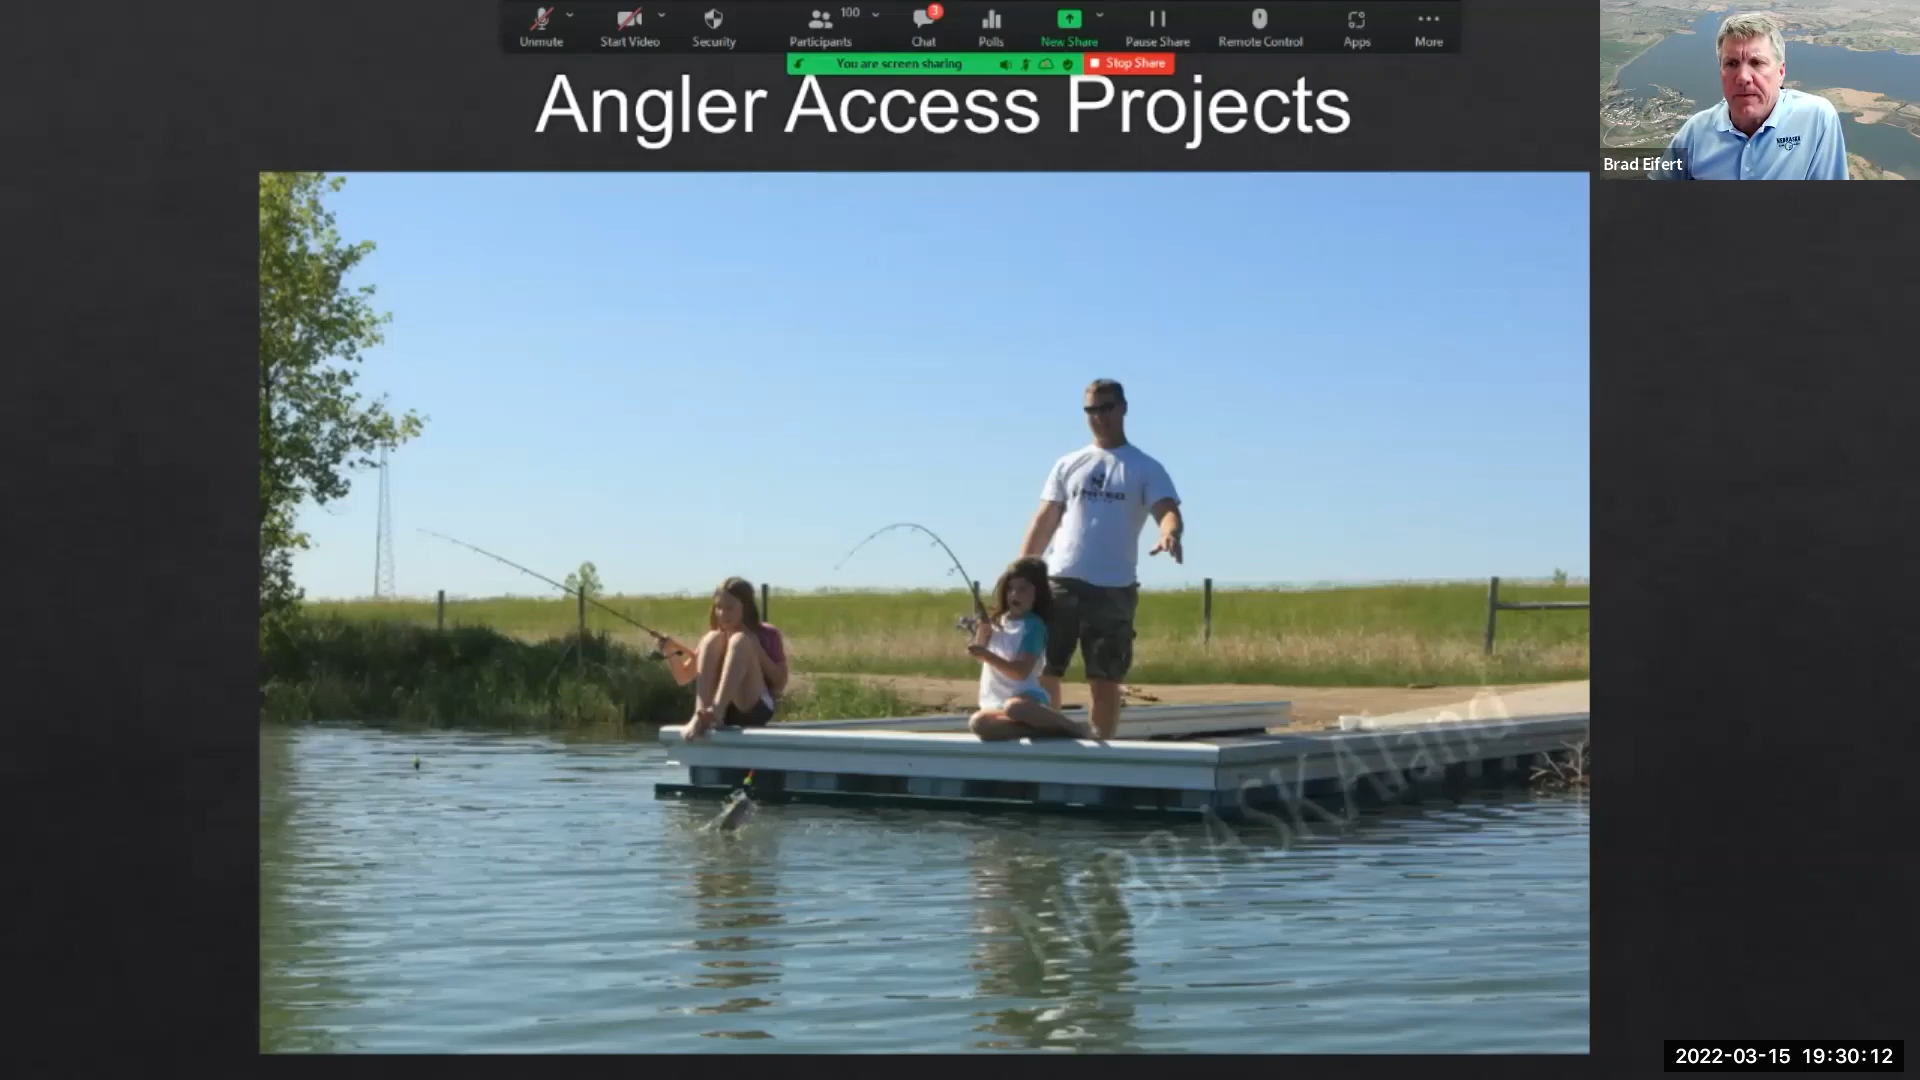 Unmute
Start Video
Security
Participants
100
Chat
3
Polls
New Share
Pause Share
Remote Control
Apps
More
You are screen sharing
Stop Share
Angler Access Projects
Brad Eifert
NEBRASKAland
2022-03-15 19:30:12